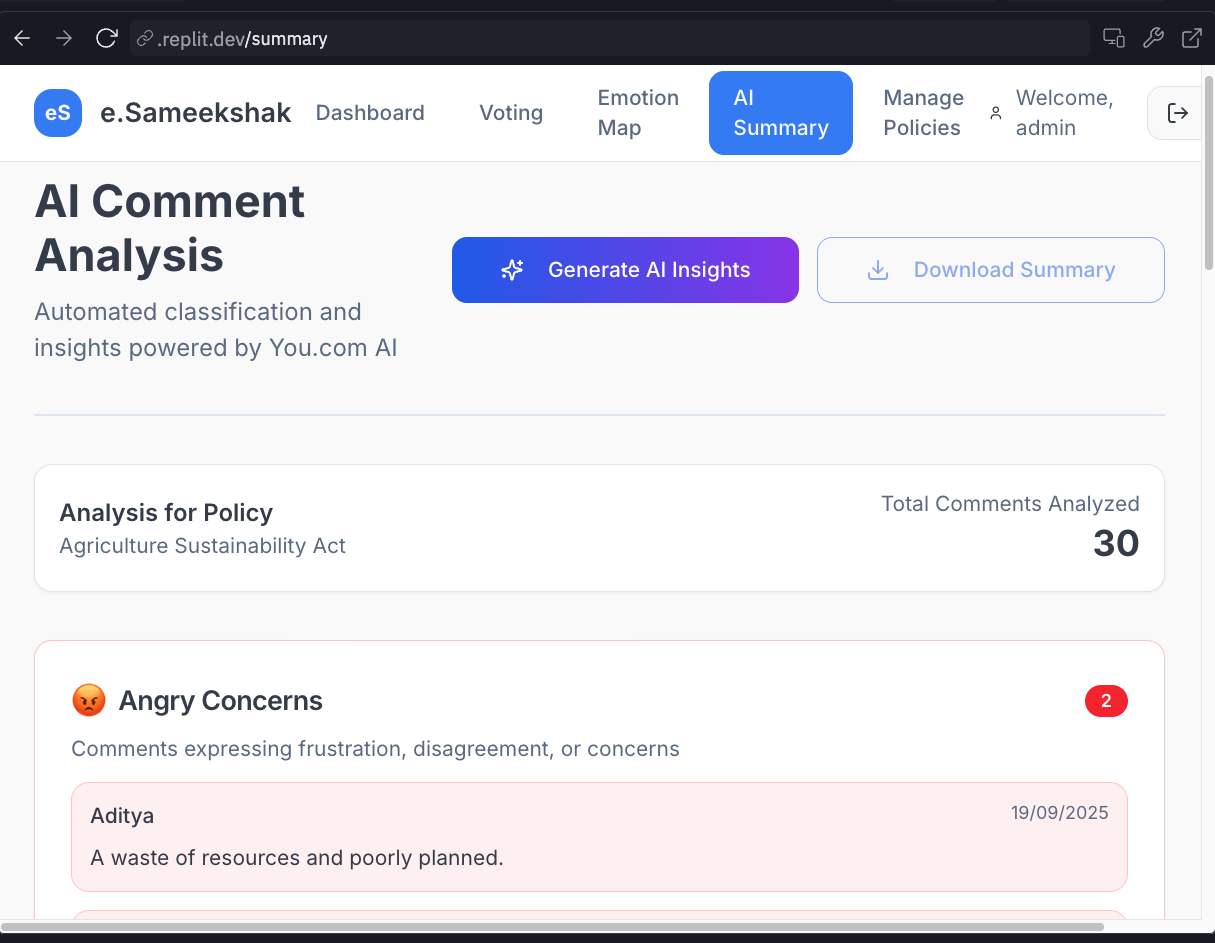 .replit.dev/summary
eS
e.Sameekshak
Dashboard
Voting
Emotion
Map
AI
Summary
Manage
Policies
Welcome,
admin
AI Comment
Analysis
Automated classification and
insights powered by You.com AI
Generate AI Insights
Download Summary
Analysis for Policy
Agriculture Sustainability Act
Total Comments Analyzed
30
Angry Concerns
2
Comments expressing frustration, disagreement, or concerns
Aditya
19/09/2025
A waste of resources and poorly planned.